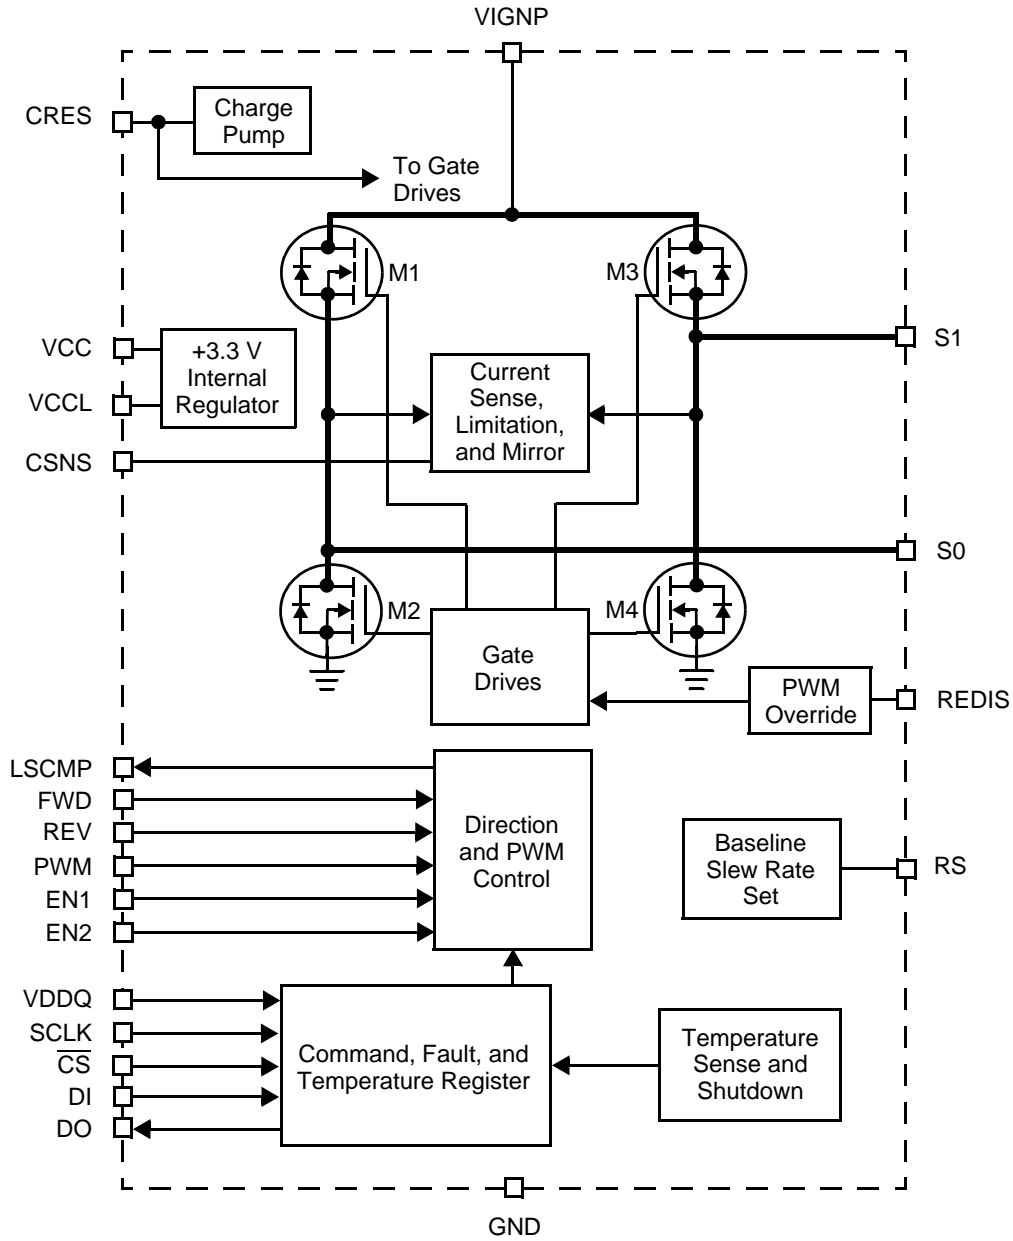 VIGNP
CRES
Charge
Pump
To Gate
Drives
M1
M3
VCC
+3.3 V
Internal
Regulator
VCCL
Current
Sense,
Limitation,
and Mirror
S1
CSNS
S0
M2
M4
Gate
Drives
PWM
Override
REDIS
LSCMP
FWD
REV
PWM
EN1
EN2
Direction
and PWM
Control
Baseline
Slew Rate
Set
RS
VDDQ
SCLK
C̅S̅
DI
DO
Command, Fault, and
Temperature Register
Temperature
Sense and
Shutdown
GND